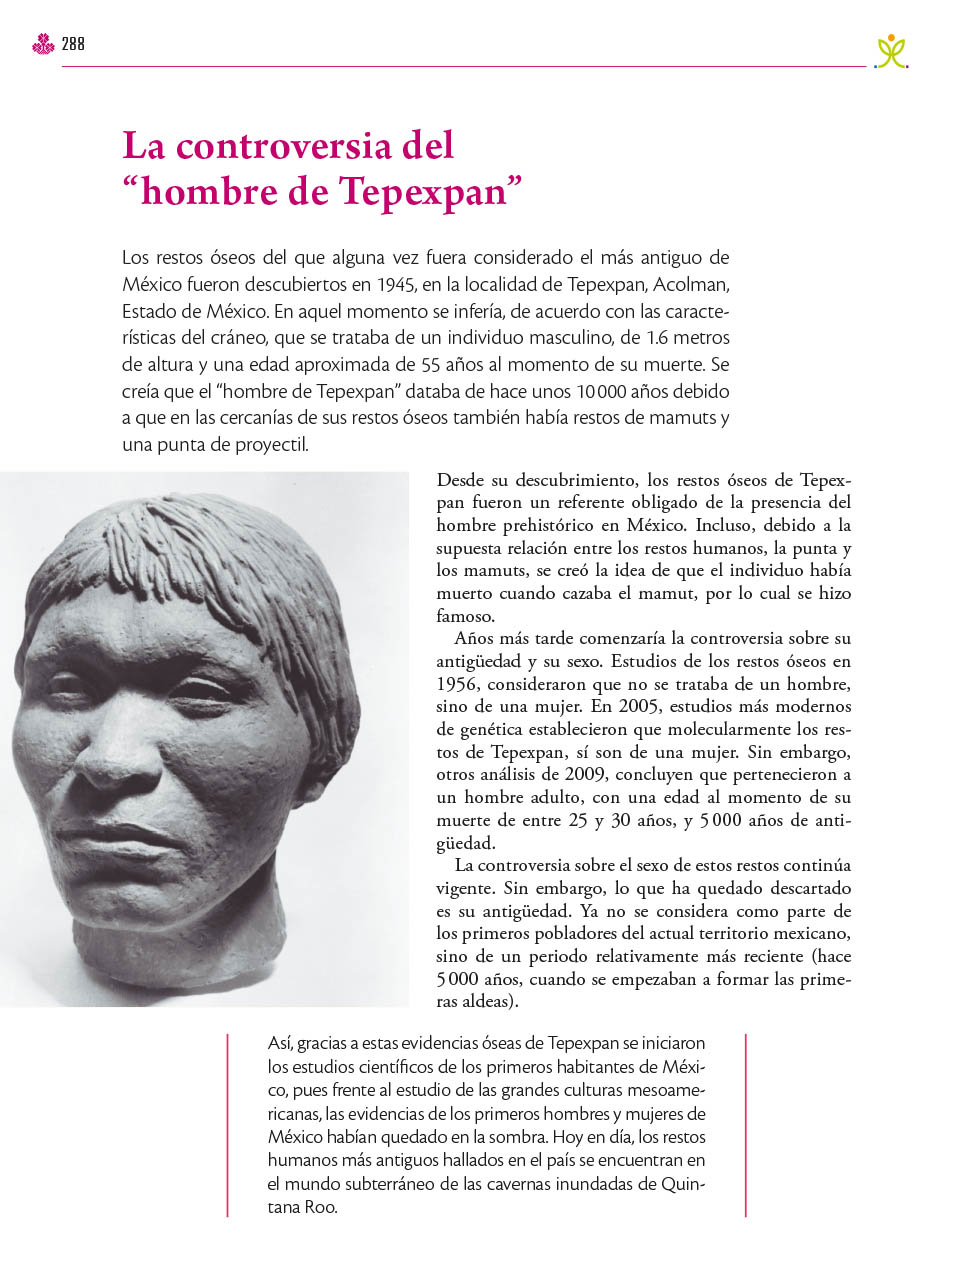 288
La controversia del
“hombre de Tepexpan”
Los restos óseos del que alguna vez fuera considerado el más antiguo de
México fueron descubiertos en 1945, en la localidad de Tepexpan, Acolman,
Estado de México. En aquel momento se infería, de acuerdo con las caracte-
rísticas del cráneo, que se trataba de un individuo masculino, de 1.6 metros
de altura y una edad aproximada de 55 años al momento de su muerte. Se
creía que el “hombre de Tepexpan” databa de hace unos 10 000 años debido
a que en las cercanías de sus restos óseos también había restos de mamuts y
una punta de proyectil.
Desde su descubrimiento, los restos óseos de Tepex-
pan fueron un referente obligado de la presencia del
hombre prehistórico en México. Incluso, debido a la
supuesta relación entre los restos humanos, la punta y
los mamuts, se creó la idea de que el individuo había
muerto cuando cazaba el mamut, por lo cual se hizo
famoso.
Años más tarde comenzaría la controversia sobre su
antigüedad y su sexo. Estudios de los restos óseos en
1956, consideraron que no se trataba de un hombre,
sino de una mujer. En 2005, estudios más modernos
de genética establecieron que molecularmente los res-
tos de Tepexpan, sí son de una mujer. Sin embargo,
otros análisis de 2009, concluyen que pertenecieron a
un hombre adulto, con una edad al momento de su
muerte de entre 25 y 30 años, y 5 000 años de anti-
güedad.
La controversia sobre el sexo de estos restos continúa
vigente. Sin embargo, lo que ha quedado descartado
es su antigüedad. Ya no se considera como parte de
los primeros pobladores del actual territorio mexicano,
sino de un periodo relativamente más reciente (hace
5 000 años, cuando se empezaban a formar las prime-
ras aldeas).
Así, gracias a estas evidencias óseas de Tepexpan se iniciaron
los estudios científicos de los primeros habitantes de Méxi-
co, pues frente al estudio de las grandes culturas mesoame-
ricanas, las evidencias de los primeros hombres y mujeres de
México habían quedado en la sombra. Hoy en día, los restos
humanos más antiguos hallados en el país se encuentran en
el mundo subterráneo de las cavernas inundadas de Quin-
tana Roo.